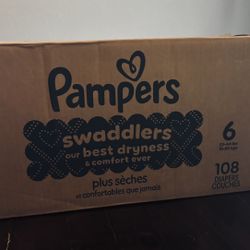 Pampers
swaddlers
our best dryness
& comfort ever
plus sèches
et confortables que jamais
6
108
DIAPERS
COUCHES